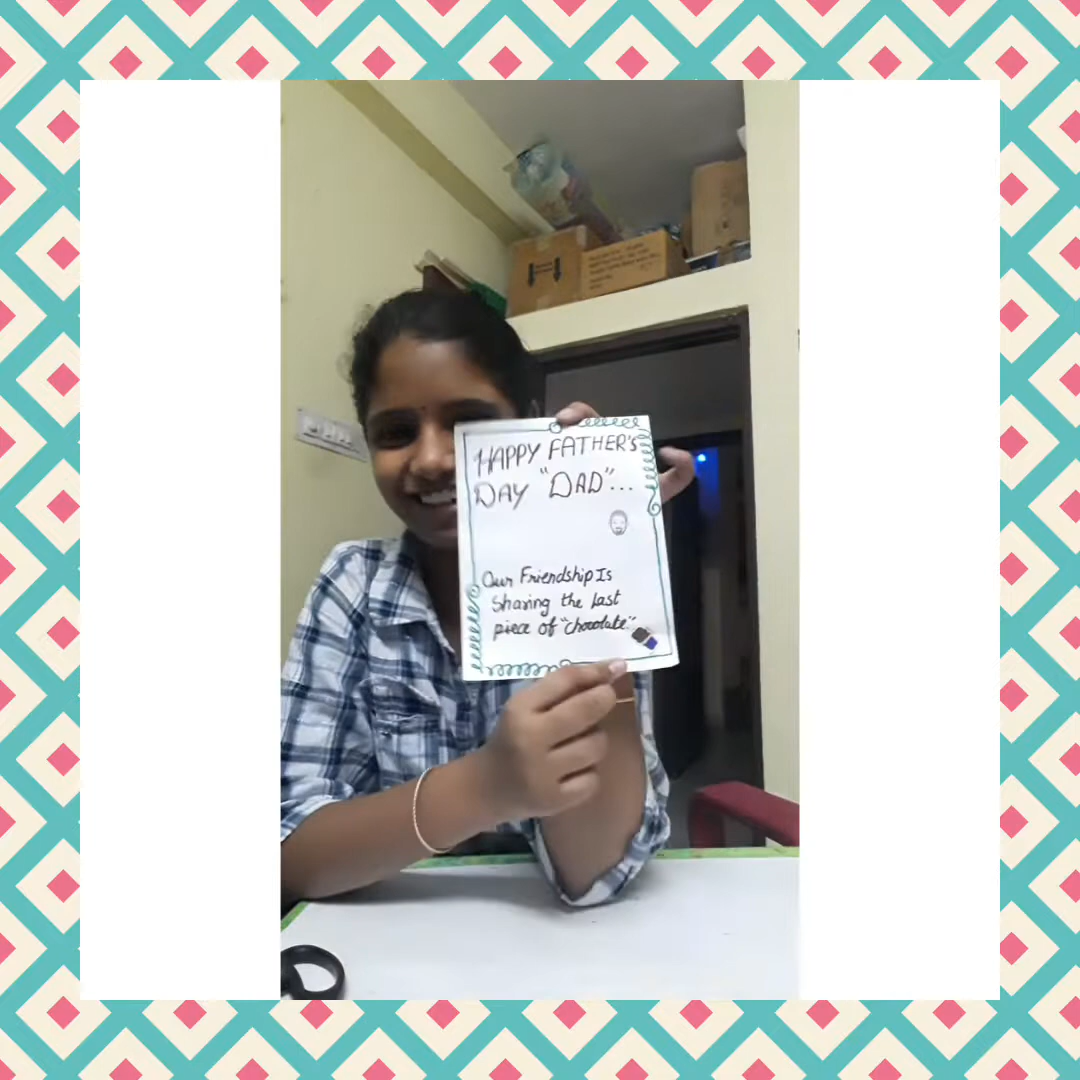 HAPPY FATHER'S
DAY "DAD"...
Our Friendship Is
Sharing the last
piece of "chocolate"